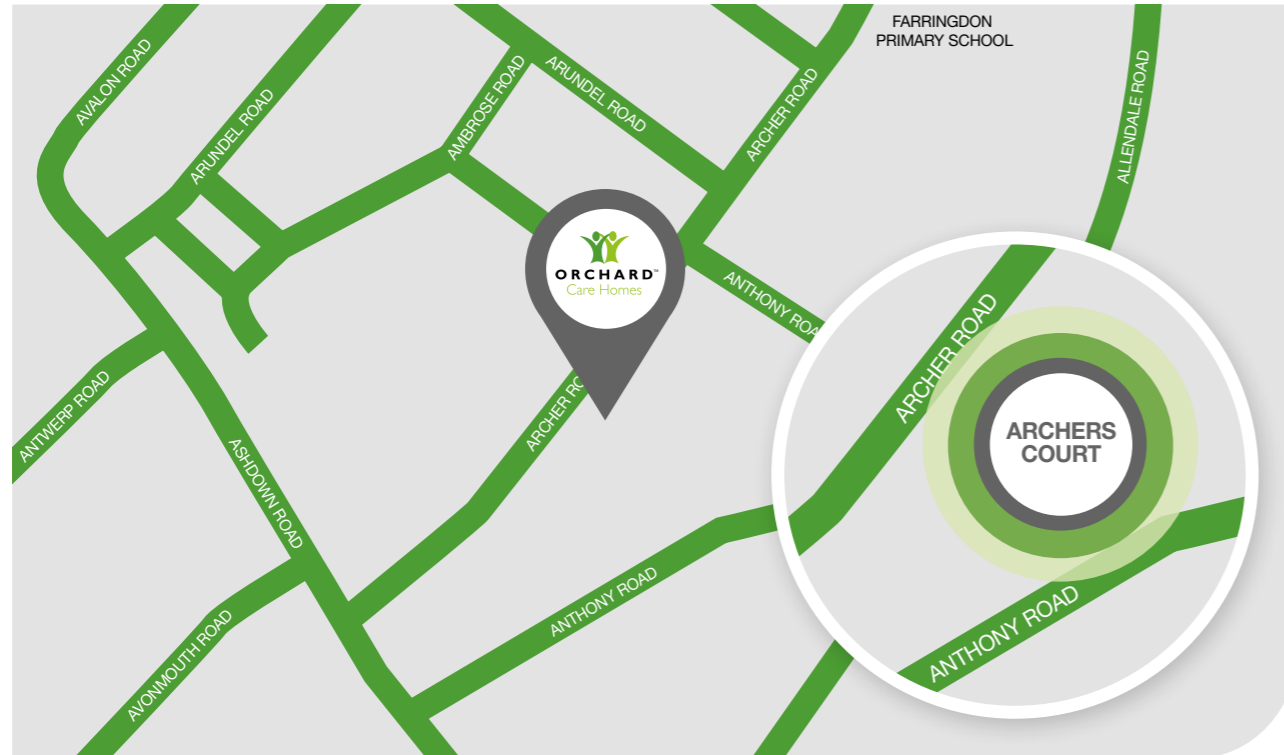 FARRINGDON
PRIMARY SCHOOL
AVALON ROAD
ARUNDEL ROAD
AMBROSE ROAD
ARUNDEL ROAD
ARCHER ROAD
ALLENDALE ROAD
ORCHARD™
Care Homes
ANTHONY ROA
ARCHER RO
ANTWERP ROAD
ASHDOWN ROAD
AVONMOUTH ROAD
ANTHONY ROAD
ARCHER ROAD
ARCHERS
COURT
ANTHONY ROAD